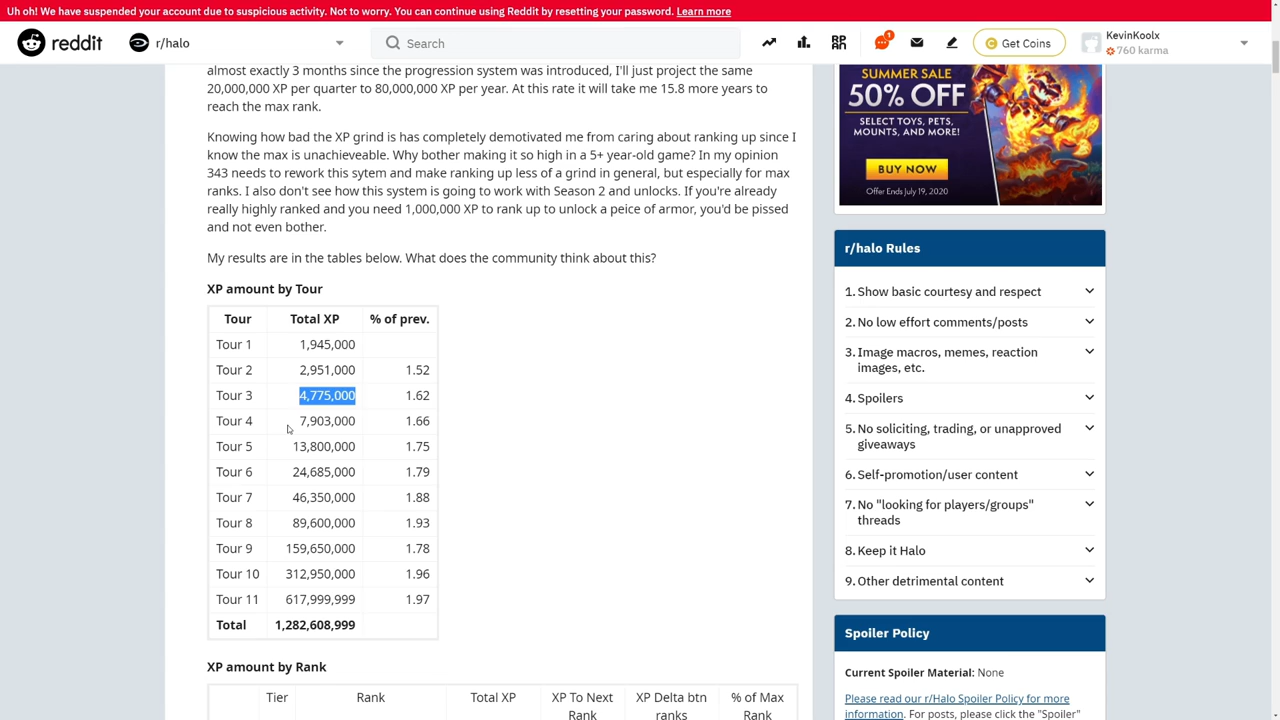 Uh oh! We have suspended your account due to suspicious activity. Not to worry. You can continue using Reddit by resetting your password. Learn more
reddit r/halo Search 1 Get Coins KevinKoolx
760 karma
almost exactly 3 months since the progression system was introduced, I'll just project the same
20,000,000 XP per quarter to 80,000,000 XP per year. At this rate it will take me 15.8 more years to
reach the max rank.
Knowing how bad the XP grind is has completely demotivated me from caring about ranking up since I
know the max is unachieveable. Why bother making it so high in a 5+ year-old game? In my opinion
343 needs to rework this sytem and make ranking up less of a grind in general, but especially for max
ranks. I also don't see how this system is going to work with Season 2 and unlocks. If you're already
really highly ranked and you need 1,000,000 XP to rank up to unlock a peice of armor, you'd be pissed
and not even bother.
My results are in the tables below. What does the community think about this?
XP amount by Tour
Tour Total XP % of prev.
Tour 1 1,945,000
Tour 2 2,951,000 1.52
Tour 3 4,775,000 1.62
Tour 4 7,903,000 1.66
Tour 5 13,800,000 1.75
Tour 6 24,685,000 1.79
Tour 7 46,350,000 1.88
Tour 8 89,600,000 1.93
Tour 9 159,650,000 1.78
Tour 10 312,950,000 1.96
Tour 11 617,999,999 1.97
Total 1,282,608,999
XP amount by Rank
Tier Rank Total XP XP To Next XP Delta btn % of Max
Rank ranks Rank
SUMMER SALE
50% OFF
SELECT TOYS, PETS,
MOUNTS, AND MORE!
BUY NOW
Offer Ends July 19, 2020
r/halo Rules
1. Show basic courtesy and respect
2. No low effort comments/posts
3. Image macros, memes, reaction
images, etc.
4. Spoilers
5. No soliciting, trading, or unapproved
giveaways
6. Self-promotion/user content
7. No "looking for players/groups"
threads
8. Keep it Halo
9. Other detrimental content
Spoiler Policy
Current Spoiler Material: None
Please read our r/Halo Spoiler Policy for more
information. For posts, please click the "Spoiler"